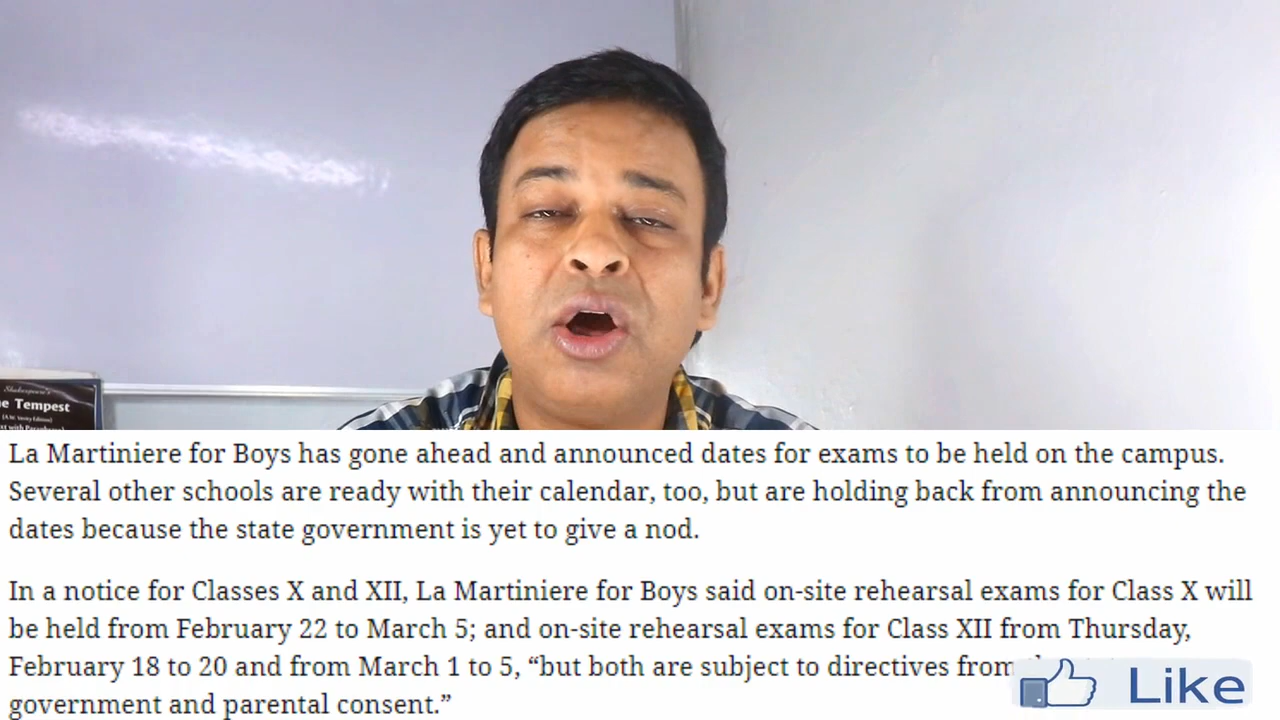 Shakespeare's
e Tempest
(A.W. Verity Edition)
La Martiniere for Boys has gone ahead and announced dates for exams to be held on the campus.
Several other schools are ready with their calendar, too, but are holding back from announcing the
dates because the state government is yet to give a nod.
In a notice for Classes X and XII, La Martiniere for Boys said on-site rehearsal exams for Class X will
be held from February 22 to March 5; and on-site rehearsal exams for Class XII from Thursday,
February 18 to 20 and from March 1 to 5, “but both are subject to directives from
government and parental consent.”
Like